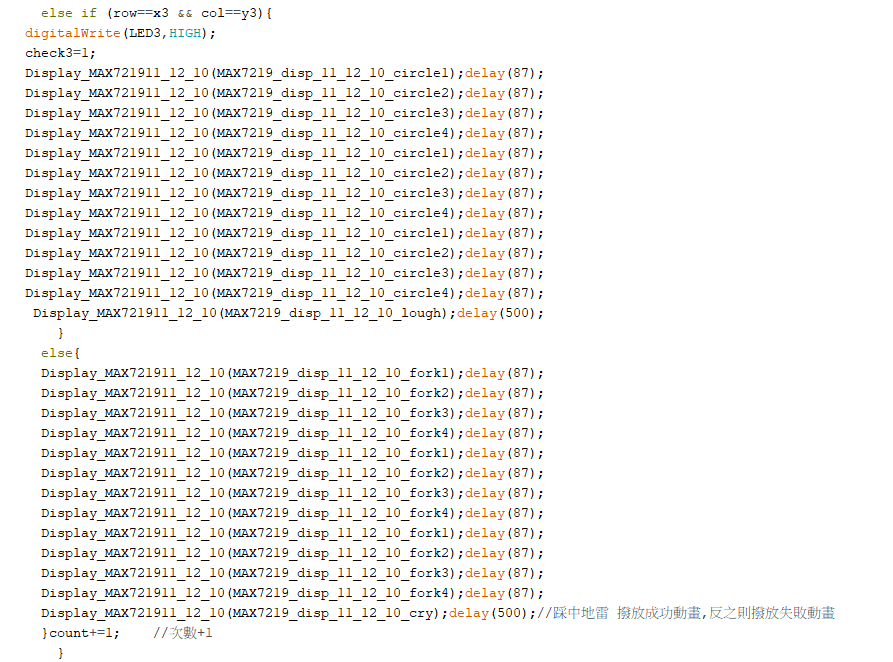 else if (row==x3 && col==y3){
digitalWrite(LED3,HIGH);
check3=1;
Display_MAX721911_12_10(MAX7219_disp_11_12_10_circle1);delay(87);
Display_MAX721911_12_10(MAX7219_disp_11_12_10_circle2);delay(87);
Display_MAX721911_12_10(MAX7219_disp_11_12_10_circle3);delay(87);
Display_MAX721911_12_10(MAX7219_disp_11_12_10_circle4);delay(87);
Display_MAX721911_12_10(MAX7219_disp_11_12_10_circle1);delay(87);
Display_MAX721911_12_10(MAX7219_disp_11_12_10_circle2);delay(87);
Display_MAX721911_12_10(MAX7219_disp_11_12_10_circle3);delay(87);
Display_MAX721911_12_10(MAX7219_disp_11_12_10_circle4);delay(87);
Display_MAX721911_12_10(MAX7219_disp_11_12_10_circle1);delay(87);
Display_MAX721911_12_10(MAX7219_disp_11_12_10_circle2);delay(87);
Display_MAX721911_12_10(MAX7219_disp_11_12_10_circle3);delay(87);
Display_MAX721911_12_10(MAX7219_disp_11_12_10_circle4);delay(87);
Display_MAX721911_12_10(MAX7219_disp_11_12_10_lough);delay(500);
}
else{
Display_MAX721911_12_10(MAX7219_disp_11_12_10_fork1);delay(87);
Display_MAX721911_12_10(MAX7219_disp_11_12_10_fork2);delay(87);
Display_MAX721911_12_10(MAX7219_disp_11_12_10_fork3);delay(87);
Display_MAX721911_12_10(MAX7219_disp_11_12_10_fork4);delay(87);
Display_MAX721911_12_10(MAX7219_disp_11_12_10_fork1);delay(87);
Display_MAX721911_12_10(MAX7219_disp_11_12_10_fork2);delay(87);
Display_MAX721911_12_10(MAX7219_disp_11_12_10_fork3);delay(87);
Display_MAX721911_12_10(MAX7219_disp_11_12_10_fork4);delay(87);
Display_MAX721911_12_10(MAX7219_disp_11_12_10_fork1);delay(87);
Display_MAX721911_12_10(MAX7219_disp_11_12_10_fork2);delay(87);
Display_MAX721911_12_10(MAX7219_disp_11_12_10_fork3);delay(87);
Display_MAX721911_12_10(MAX7219_disp_11_12_10_fork4);delay(87);
Display_MAX721911_12_10(MAX7219_disp_11_12_10_cry);delay(500);//踩中地雷 撥放成功動畫,反之則撥放失敗動畫
}count+=1; //次數+1
}